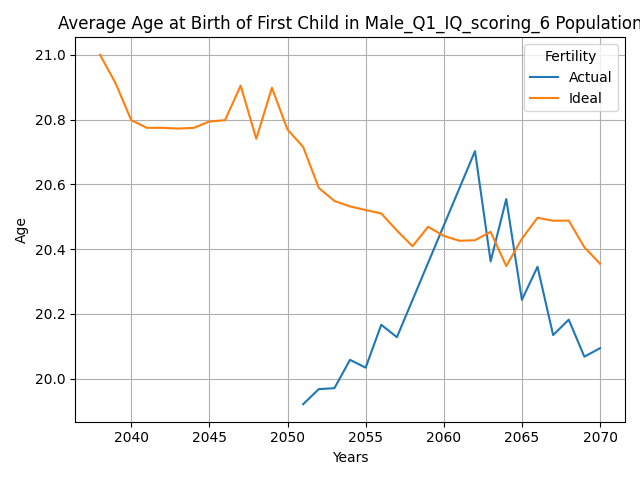 Average Age at Birth of First Child in Male_Q1_IQ_scoring_6 Population
Fertility
Actual
Ideal
21.0
20.8
20.6
20.4
20.2
20.0
Age
2040 2045 2050 2055 2060 2065 2070
Years